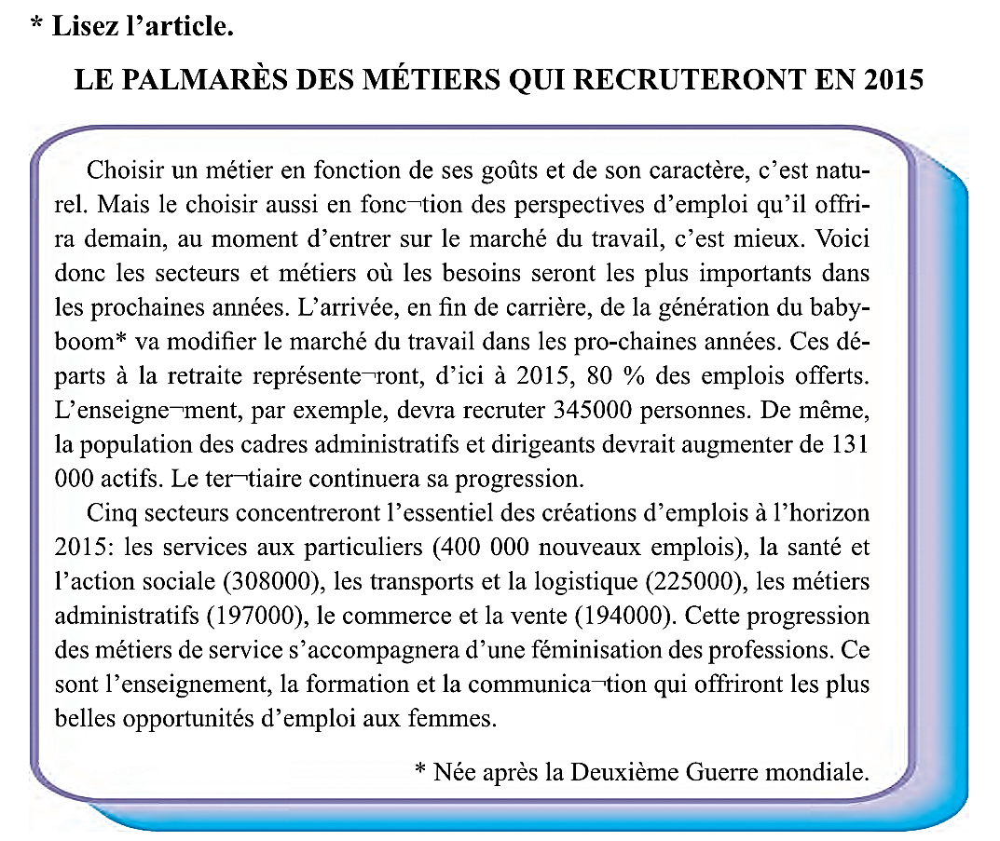 * Lisez l’article.
LE PALMARÈS DES MÉTIERS QUI RECRUTERONT EN 2015
Choisir un métier en fonction de ses goûts et de son caractère, c’est natu-
rel. Mais le choisir aussi en fonc¬tion des perspectives d’emploi qu’il offri-
ra demain, au moment d’entrer sur le marché du travail, c’est mieux. Voici
donc les secteurs et métiers où les besoins seront les plus importants dans
les prochaines années. L’arrivée, en fin de carrière, de la génération du baby-
boom* va modifier le marché du travail dans les pro-chaines années. Ces dé-
parts à la retraite représente¬ront, d’ici à 2015, 80 % des emplois offerts.
L’enseigne¬ment, par exemple, devra recruter 345000 personnes. De même,
la population des cadres administratifs et dirigeants devrait augmenter de 131
000 actifs. Le ter¬tiaire continuera sa progression.
Cinq secteurs concentreront l’essentiel des créations d’emplois à l’horizon
2015: les services aux particuliers (400 000 nouveaux emplois), la santé et
l’action sociale (308000), les transports et la logistique (225000), les métiers
administratifs (197000), le commerce et la vente (194000). Cette progression
des métiers de service s’accompagnera d’une féminisation des professions. Ce
sont l’enseignement, la formation et la communica¬tion qui offriront les plus
belles opportunités d’emploi aux femmes.
* Née après la Deuxième Guerre mondiale.